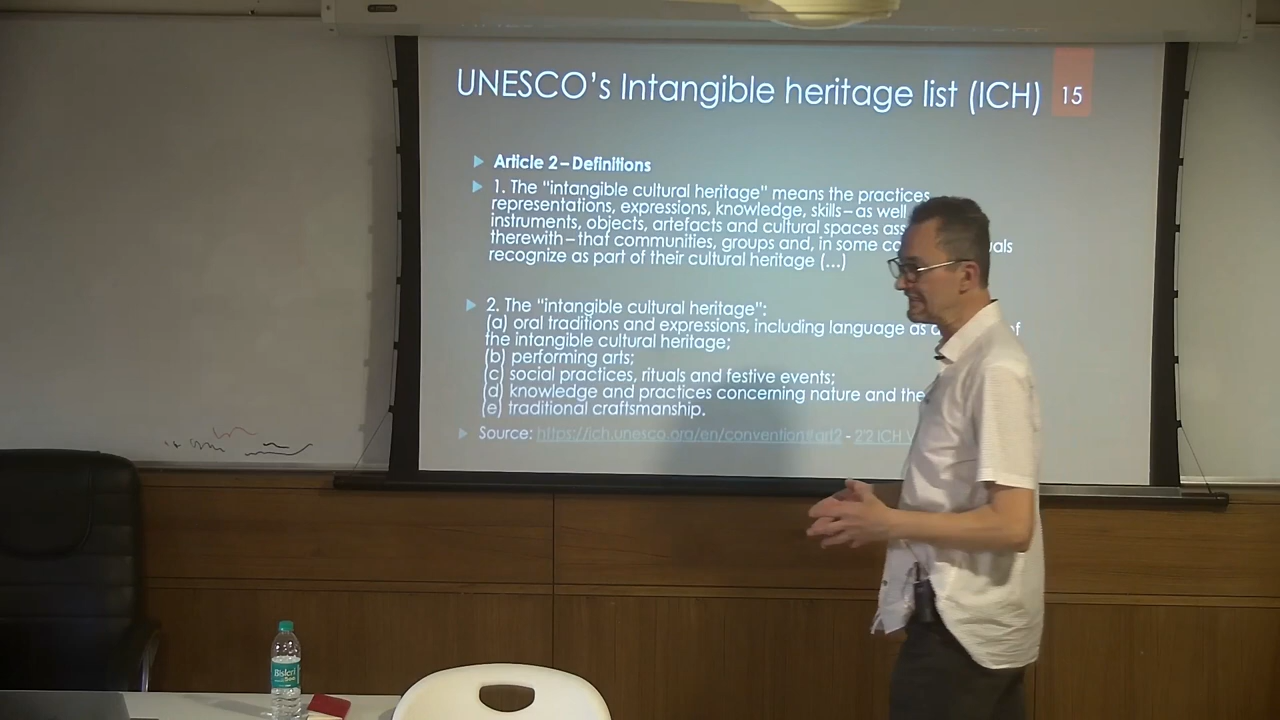 UNESCO's Intangible heritage list (ICH)
15
Article 2 – Definitions
1. The "intangible cultural heritage" means the practices,
representations, expressions, knowledge, skills – as well
instruments, objects, artefacts and cultural spaces
therewith – that communities, groups and, in some
recognize as part of their cultural heritage (...)
2. The "intangible cultural heritage":
(a) oral traditions and expressions, including language as of
the intangible cultural heritage;
(b) performing arts;
(c) social practices, rituals and festive events;
(d) knowledge and practices concerning nature and the
(e) traditional craftsmanship.
Source: https://ich.unesco.org/en/convention#art2 - 2'2 ICH
Bisleri